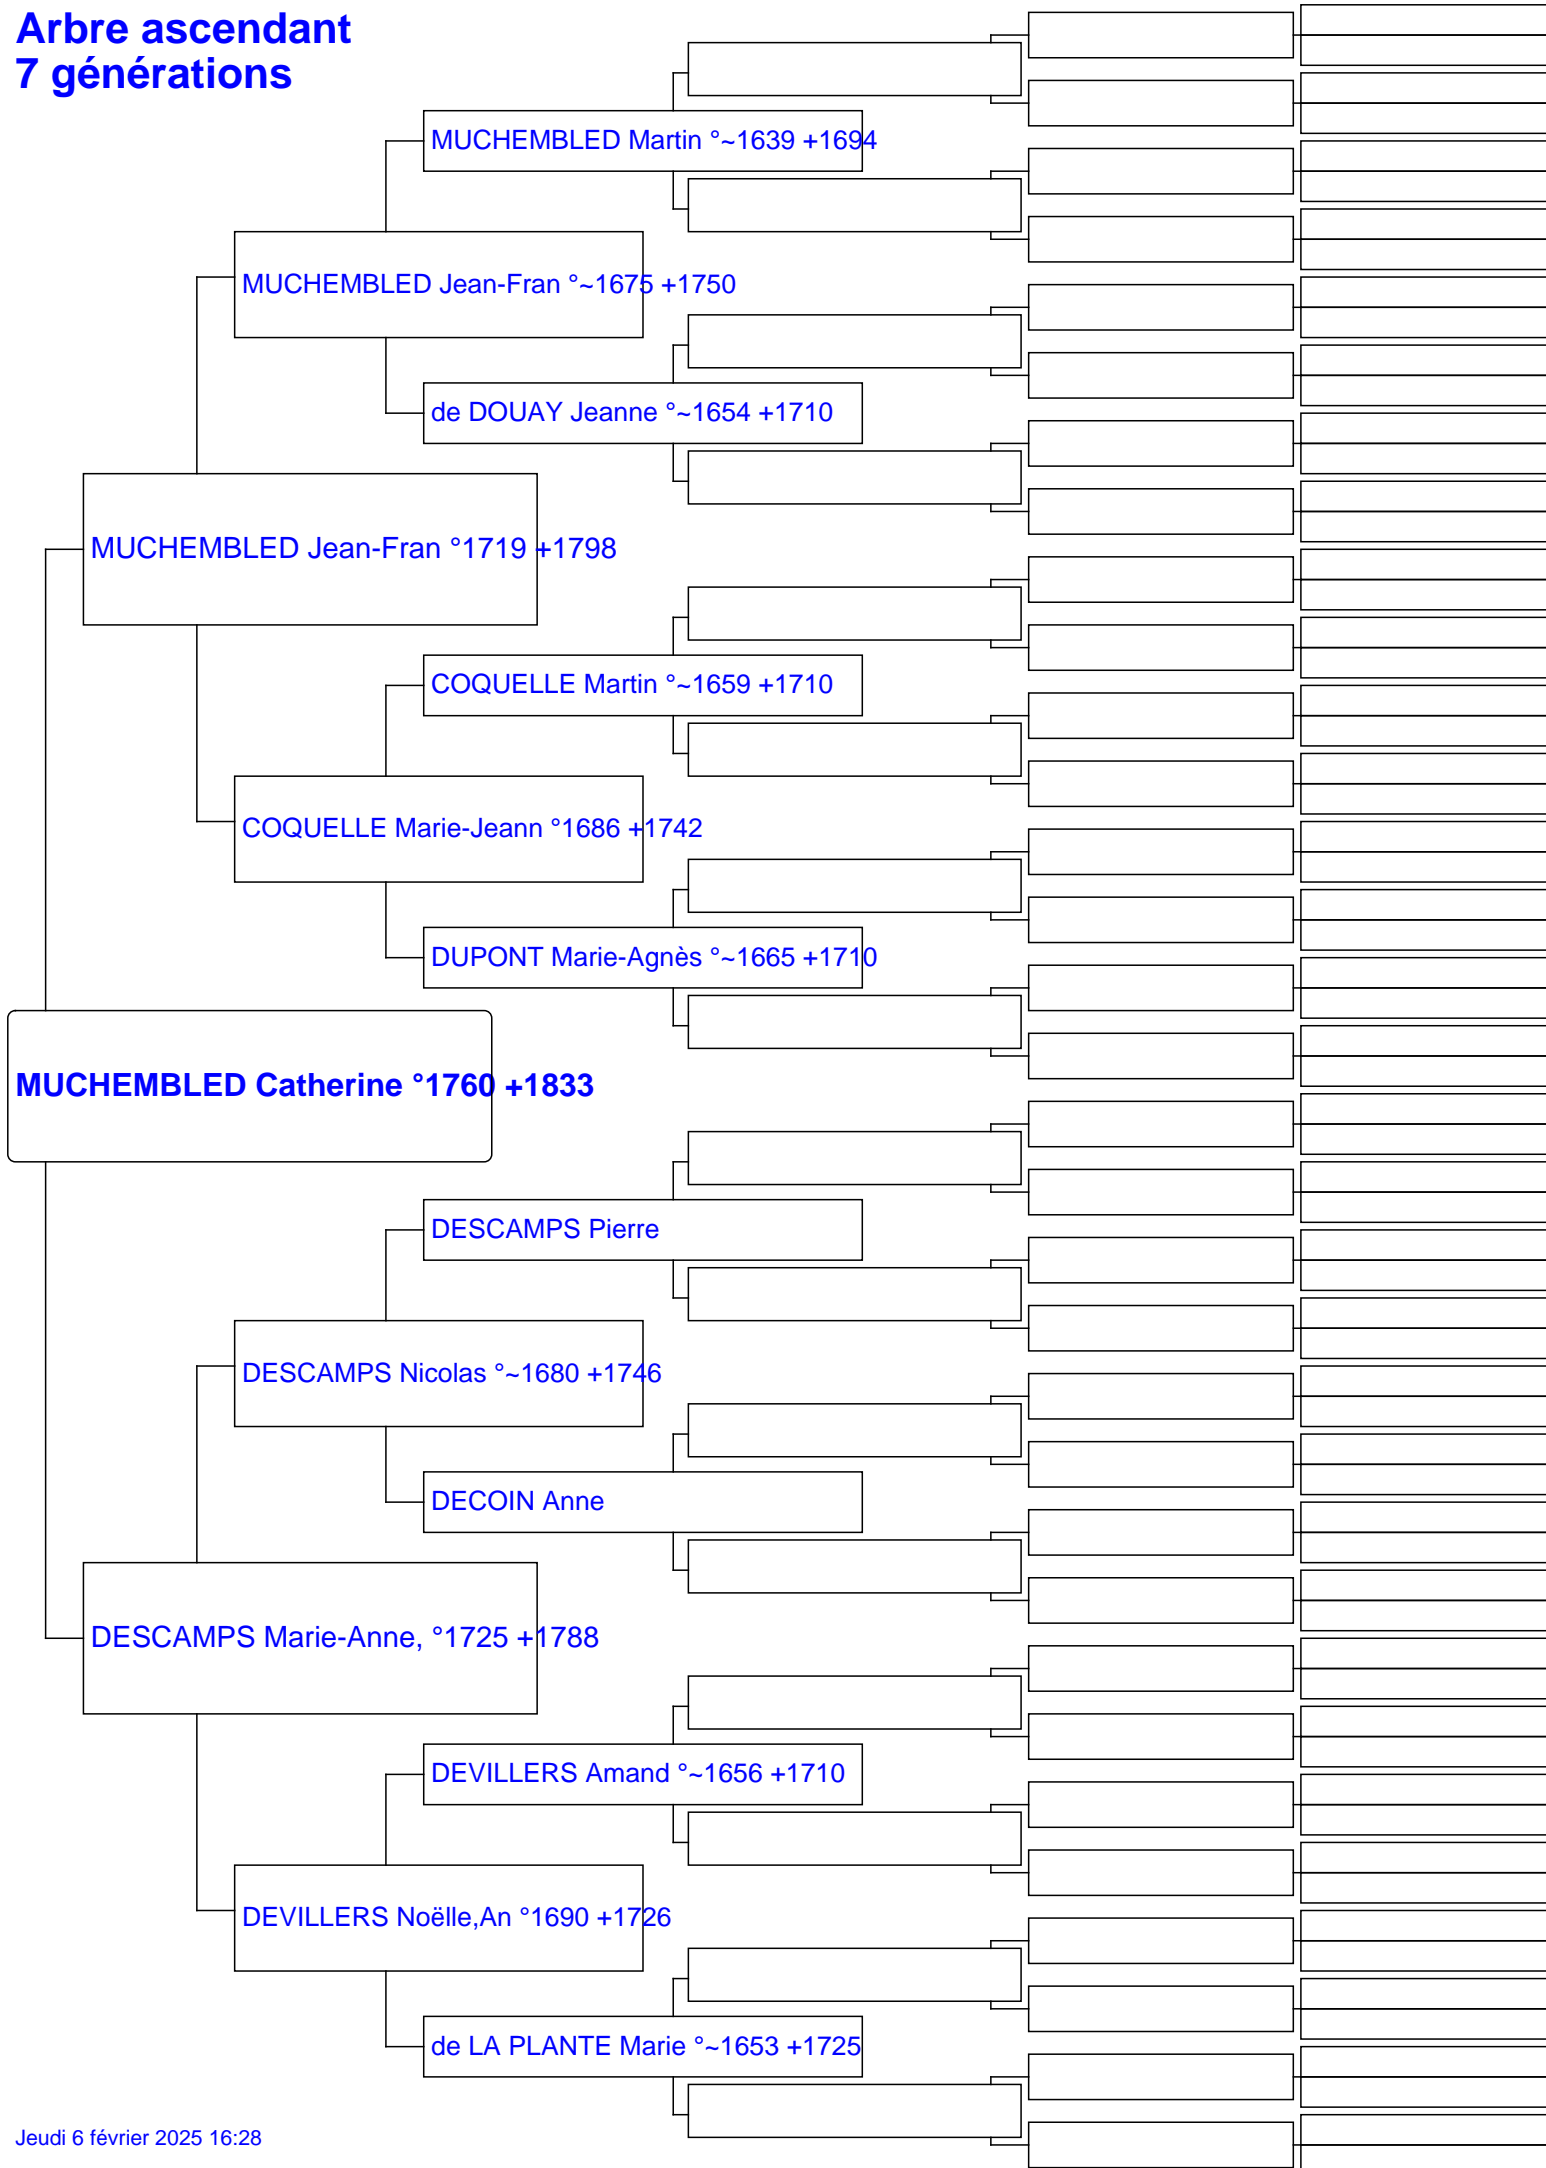 Arbre ascendant
7 générations
MUCHEMBLED Martin °~1639 +1694
MUCHEMBLED Jean-Fran °~1675 +1750
de DOUAY Jeanne °~1654 +1710
MUCHEMBLED Jean-Fran °1719 +1798
COQUELLE Martin °~1659 +1710
COQUELLE Marie-Jeann °1686 +1742
DUPONT Marie-Agnès °~1665 +1710
MUCHEMBLED Catherine °1760 +1833
DESCAMPS Pierre
DESCAMPS Nicolas °~1680 +1746
DECOIN Anne
DESCAMPS Marie-Anne, °1725 +1788
DEVILLERS Amand °~1656 +1710
DEVILLERS Noëlle,An °1690 +1726
de LA PLANTE Marie °~1653 +1725
Jeudi 6 février 2025 16:28